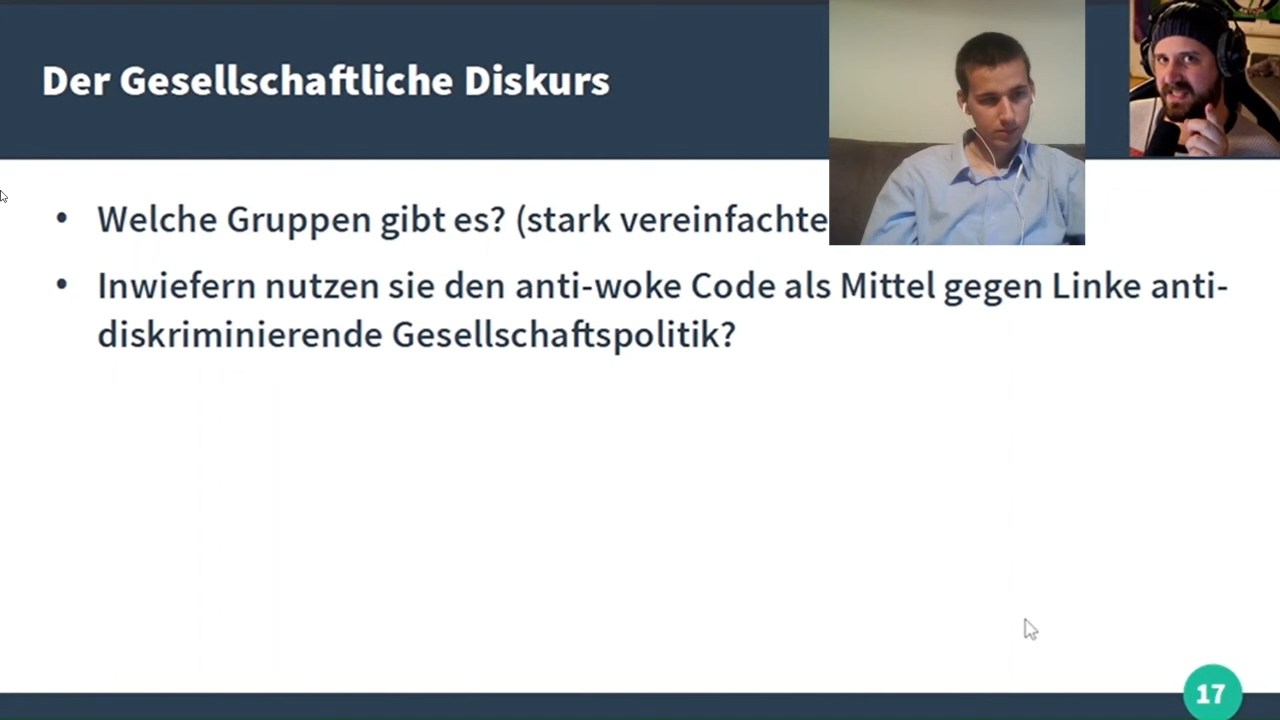 Der Gesellschaftliche Diskurs
Welche Gruppen gibt es? (stark vereinfachte
Inwiefern nutzen sie den anti-woke Code als Mittel gegen Linke anti-
diskriminierende Gesellschaftspolitik?
17